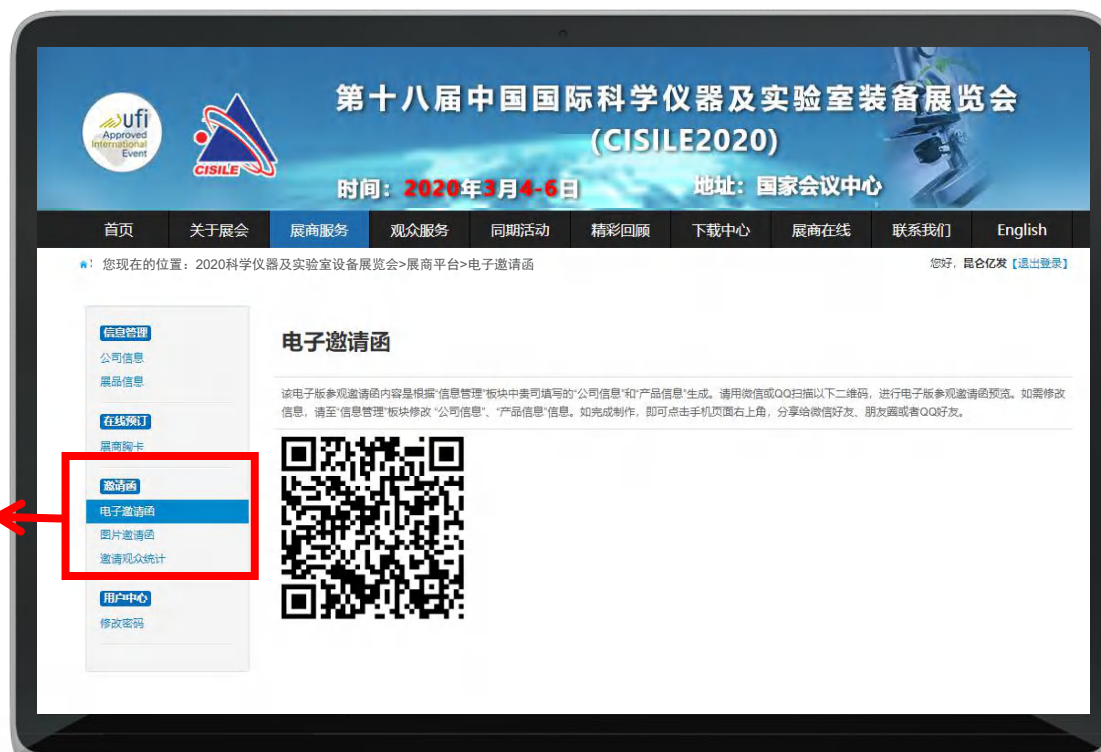 ufi
Approved
International
Event
CISILE
第十八届中国国际科学仪器及实验室装备展览会
(CISILE2020)
时间：2020年3月4-6日 地址：国家会议中心
首页 关于展会 展商服务 观众服务 同期活动 精彩回顾 下载中心 展商在线 联系我们 English
您现在的位置：2020科学仪器及实验室设备展览会>展商平台>电子邀请函 您好，昆仑亿发【退出登录】
信息管理
公司信息
展品信息
在线预订
展商胸卡
邀请函
电子邀请函
图片邀请函
邀请观众统计
用户中心
修改密码
电子邀请函
该电子版参观邀请函内容是根据“信息管理”板块中贵司填写的“公司信息”和“产品信息”生成。请用微信或QQ扫描以下二维码，进行电子版参观邀请函预览。如需修改
信息，请至“信息管理”板块修改 “公司信息”、“产品信息”信息。如完成制作，即可点击手机页面右上角，分享给微信好友、朋友圈或者QQ好友。